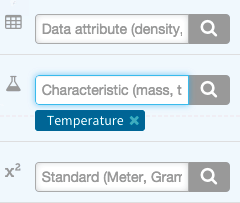 Data attribute (density,
Characteristic (mass, t
Temperature ×
x²
Standard (Meter, Gram